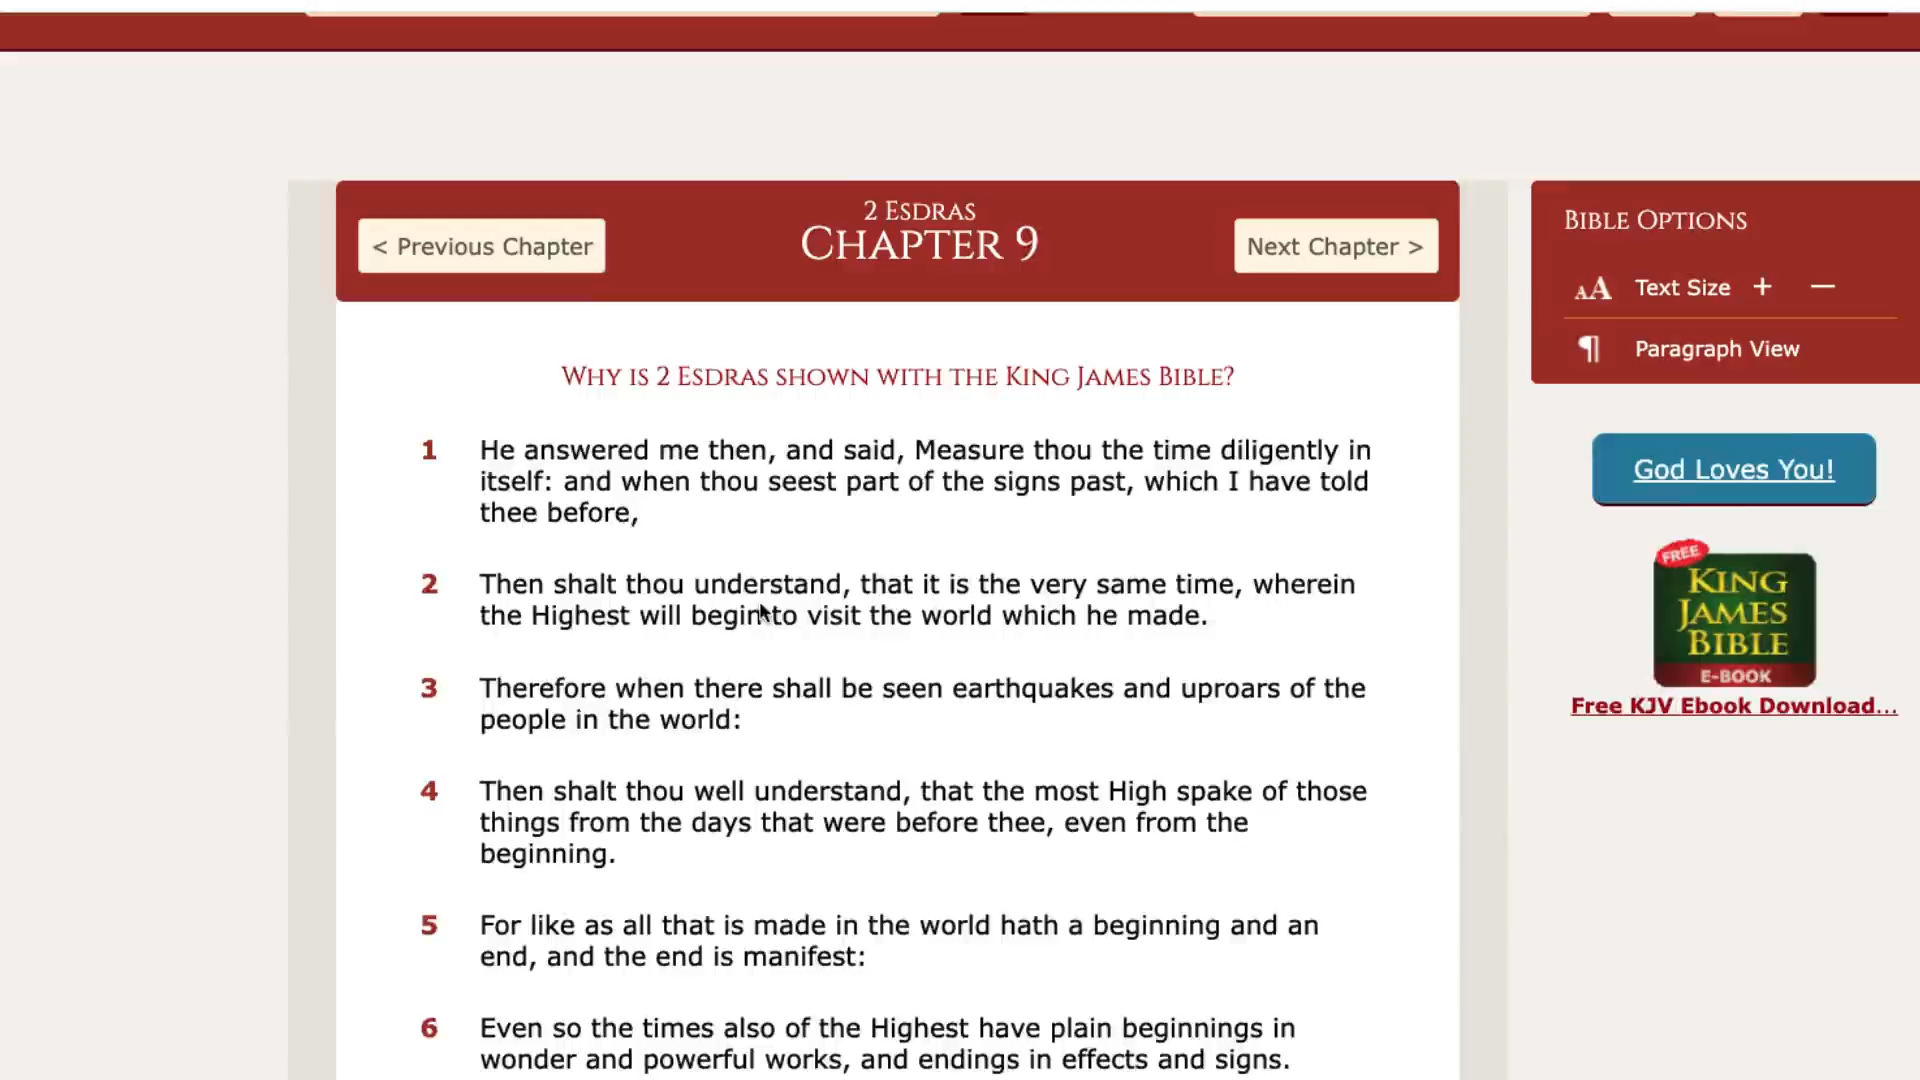 2 Esdras
Chapter 9
< Previous Chapter
Next Chapter >
Why is 2 Esdras shown with the King James Bible?
1 He answered me then, and said, Measure thou the time diligently in
itself: and when thou seest part of the signs past, which I have told
thee before,
2 Then shalt thou understand, that it is the very same time, wherein
the Highest will begin to visit the world which he made.
3 Therefore when there shall be seen earthquakes and uproars of the
people in the world:
4 Then shalt thou well understand, that the most High spake of those
things from the days that were before thee, even from the
beginning.
5 For like as all that is made in the world hath a beginning and an
end, and the end is manifest:
6 Even so the times also of the Highest have plain beginnings in
wonder and powerful works, and endings in effects and signs.
Bible Options
AA Text Size + —
¶ Paragraph View
God Loves You!
FREE
KING
JAMES
BIBLE
E-BOOK
Free KJV Ebook Download...